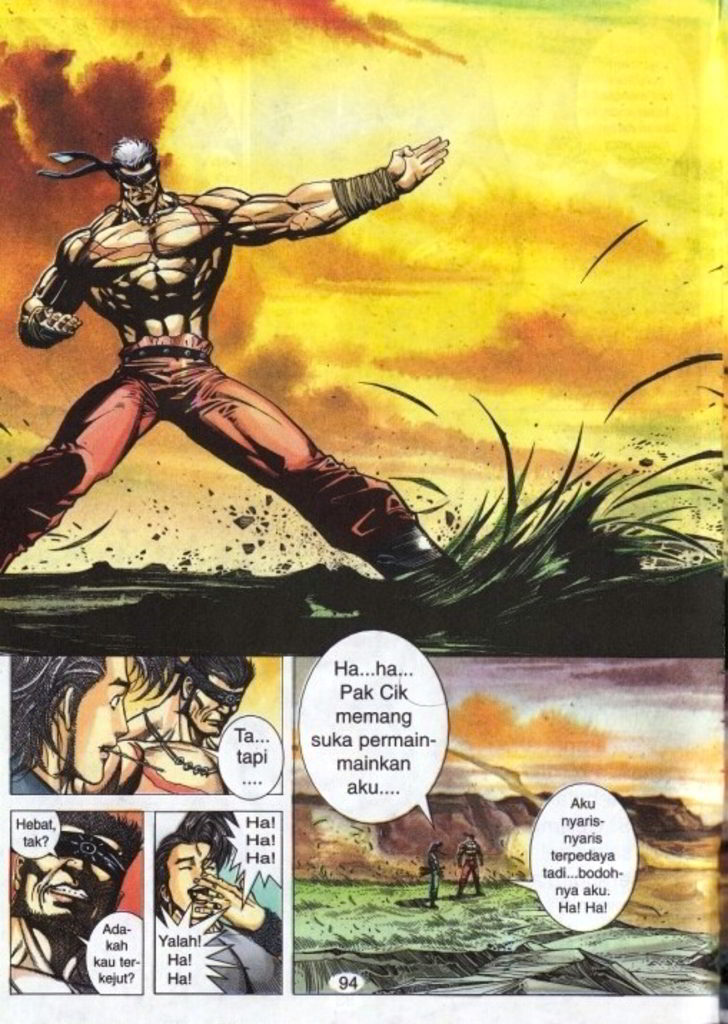 Ta...
tapi
....
Hebat,
tak?
Ada-
kah
kau ter-
kejut?
Ha!
Ha!
Ha!
Yalah!
Ha!
Ha!
Ha...ha...
Pak Cik
memang
suka permain-
mainkan
aku....
Aku
nyaris-
nyaris
terpedaya
tadi...bodoh-
nya aku.
Ha! Ha!
94